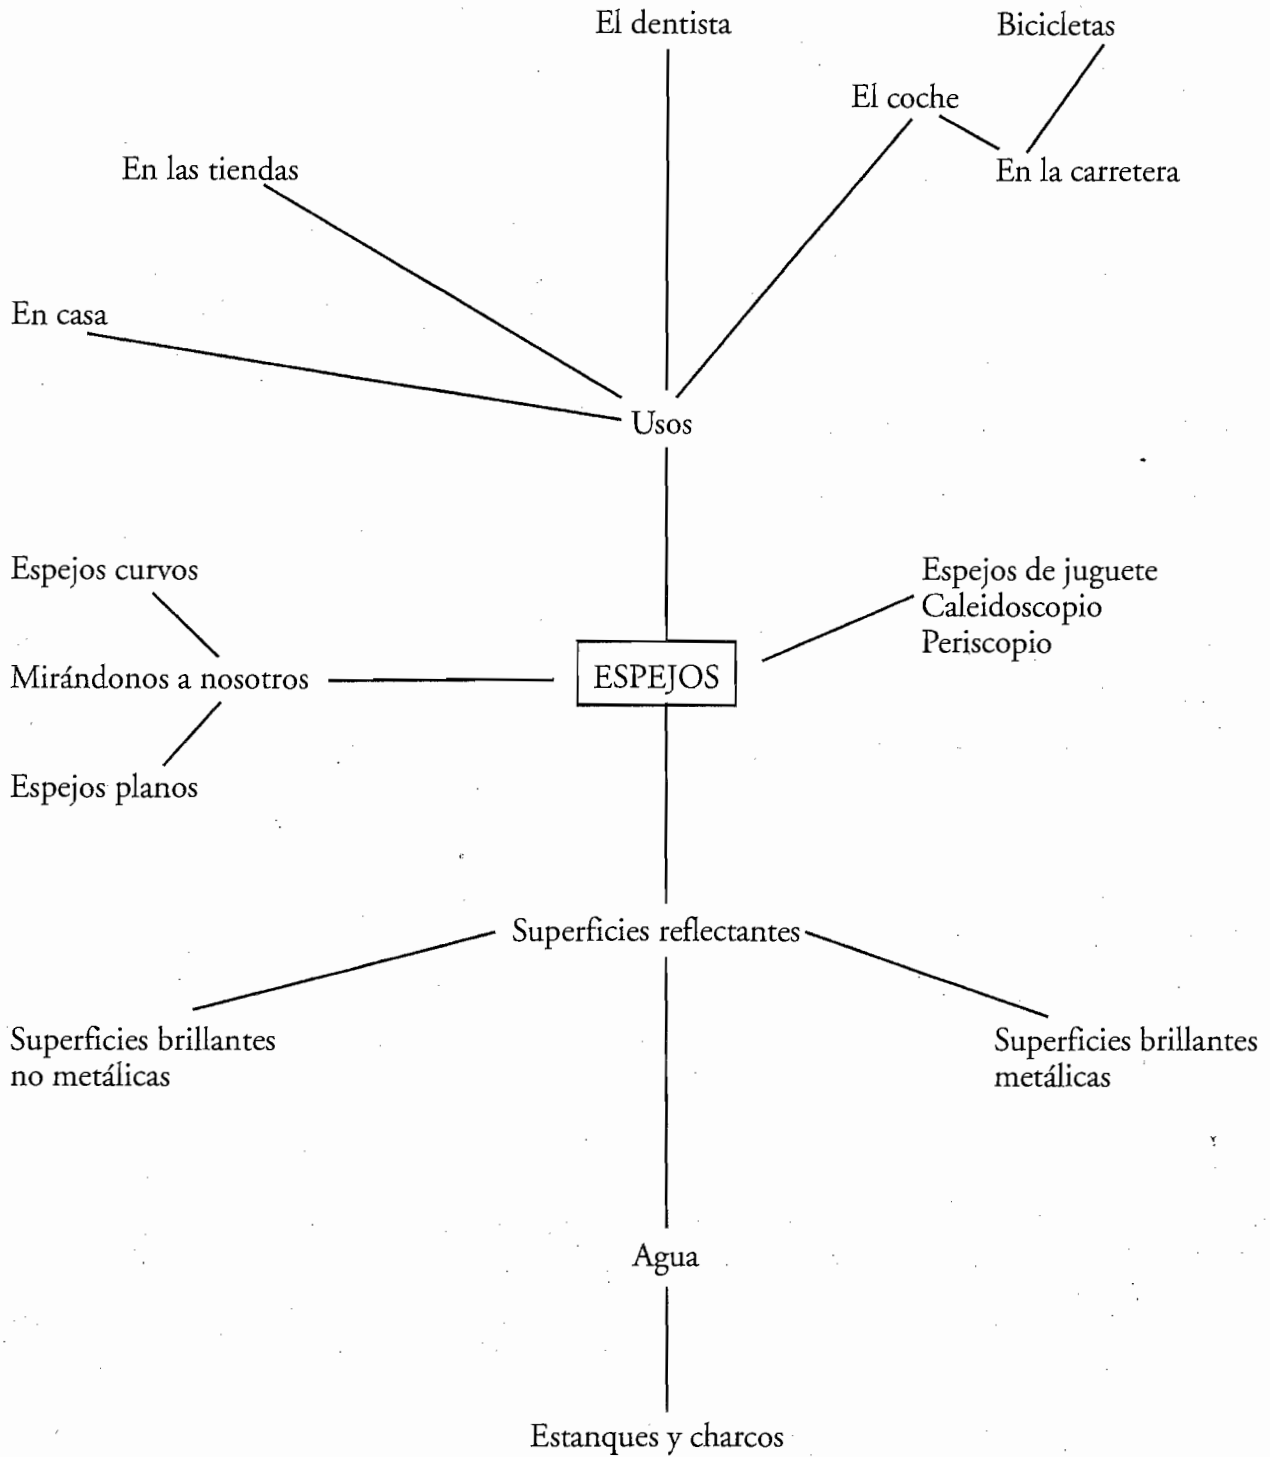 El dentista
Bicicletas
El coche
En las tiendas
En la carretera
En casa
Usos
Espejos curvos
Espejos de juguete
Caleidoscopio
Periscopio
Mirándonos a nosotros
ESPEJOS
Espejos planos
Superficies reflectantes
Superficies brillantes
no metálicas
Superficies brillantes
metálicas
Agua
Estanques y charcos